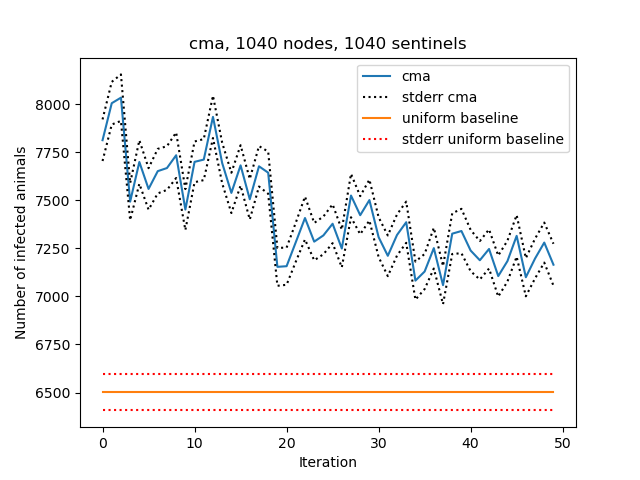 cma, 1040 nodes, 1040 sentinels
cma
stderr cma
uniform baseline
stderr uniform baseline
Number of infected animals
8000
7750
7500
7250
7000
6750
6500
0 10 20 30 40 50
Iteration